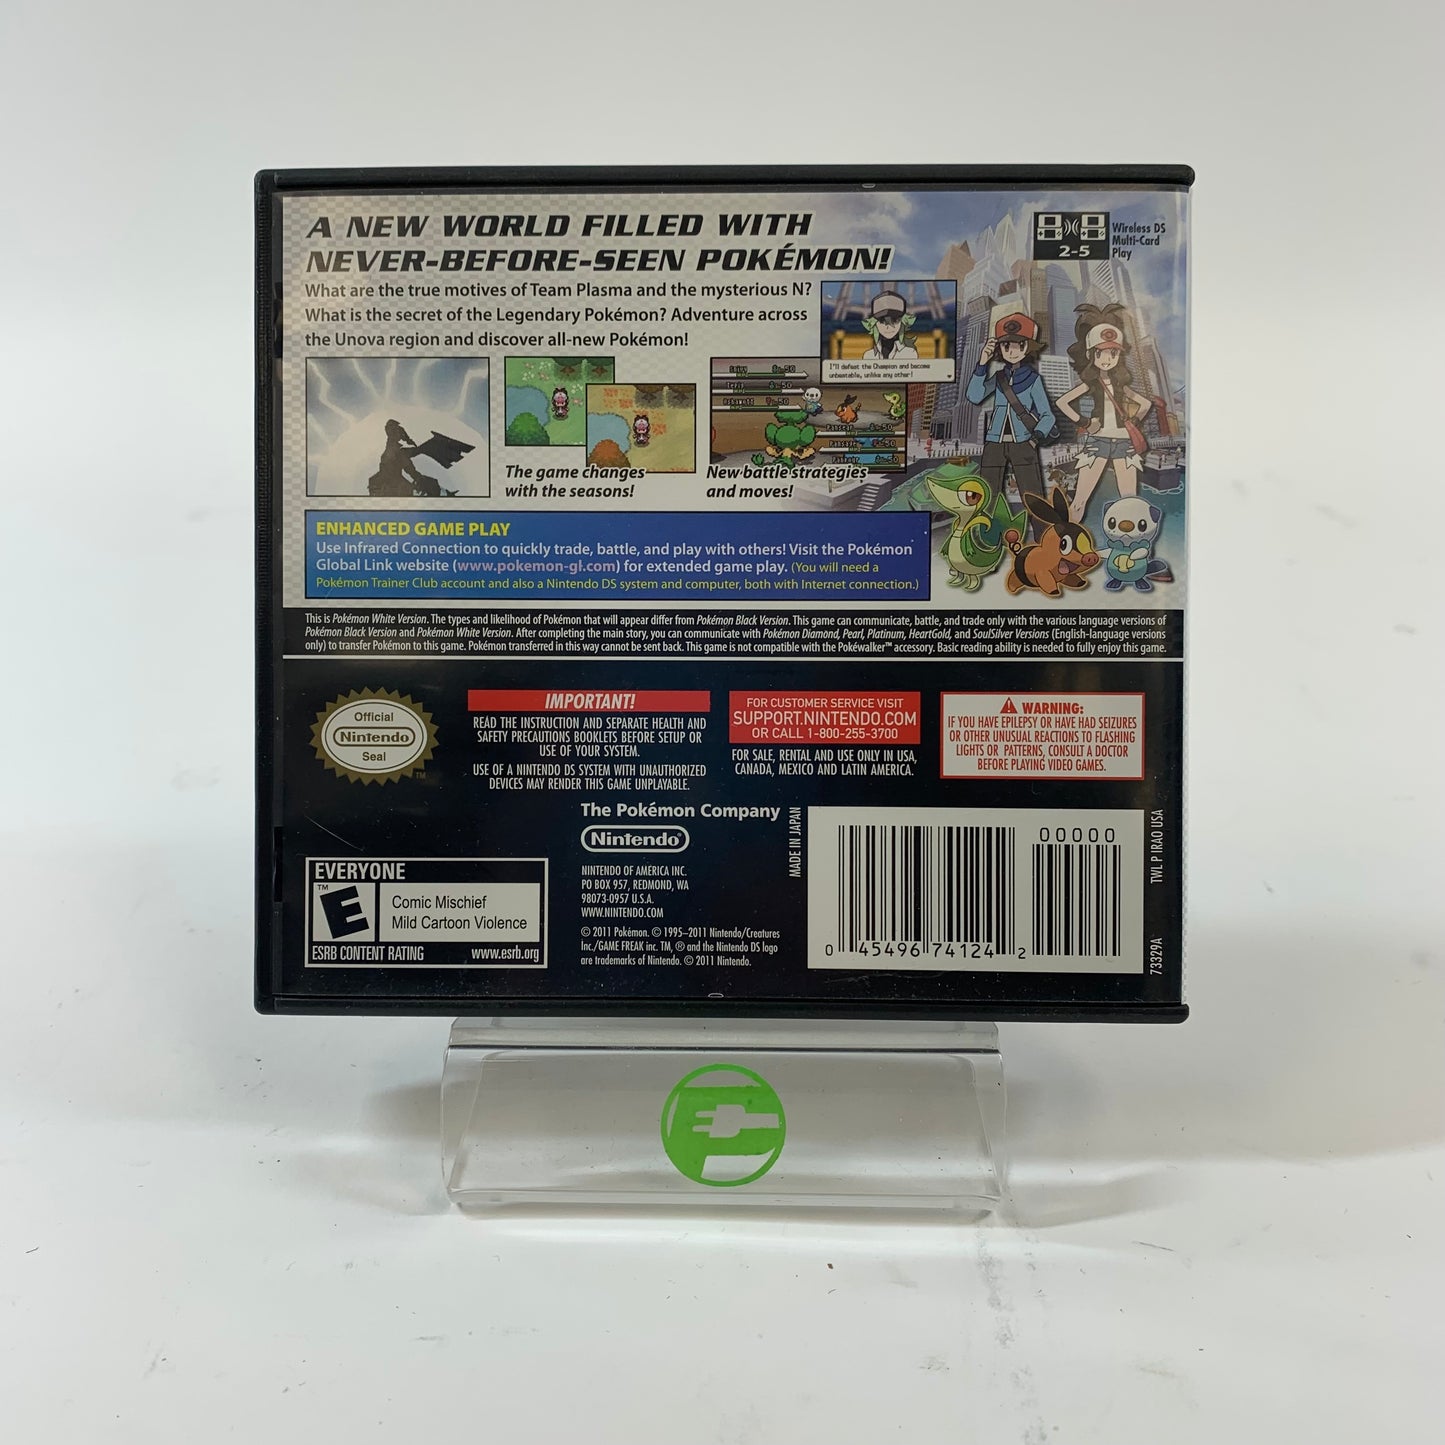 A NEW WORLD FILLED WITH
NEVER-BEFORE-SEEN POKÉMON!
What are the true motives of Team Plasma and the mysterious N?
What is the secret of the Legendary Pokémon? Adventure across
the Unova region and discover all-new Pokémon!
2-5
Wireless DS
Multi-Card
Play
I'll defeat the Champion and become
unbeatable, unlike any other!
The game changes
with the seasons!
New battle strategies
and moves!
ENHANCED GAME PLAY
Use Infrared Connection to quickly trade, battle, and play with others! Visit the Pokémon
Global Link website (www.pokemon-gl.com) for extended game play. (You will need a
Pokémon Trainer Club account and also a Nintendo DS system and computer, both with Internet connection.)
This is Pokémon White Version. The types and likelihood of Pokémon that will appear differ from Pokémon Black Version. This game can communicate, battle, and trade only with the various language versions of
Pokémon Black Version and Pokémon White Version. After completing the main story, you can communicate with Pokémon Diamond, Pearl, Platinum, HeartGold, and SoulSilver Versions (English-language versions
only) to transfer Pokémon to this game. Pokémon transferred in this way cannot be sent back. This game is not compatible with the Pokéwalker™ accessory. Basic reading ability is needed to fully enjoy this game.
Official
Nintendo
Seal
TM
IMPORTANT!
READ THE INSTRUCTION AND SEPARATE HEALTH AND
SAFETY PRECAUTIONS BOOKLETS BEFORE SETUP OR
USE OF YOUR SYSTEM.
USE OF A NINTENDO DS SYSTEM WITH UNAUTHORIZED
DEVICES MAY RENDER THIS GAME UNPLAYABLE.
FOR CUSTOMER SERVICE VISIT
SUPPORT.NINTENDO.COM
OR CALL 1-800-255-3700
FOR SALE, RENTAL AND USE ONLY IN USA,
CANADA, MEXICO AND LATIN AMERICA.
WARNING:
IF YOU HAVE EPILEPSY OR HAVE HAD SEIZURES
OR OTHER UNUSUAL REACTIONS TO FLASHING
LIGHTS OR PATTERNS, CONSULT A DOCTOR
BEFORE PLAYING VIDEO GAMES.
The Pokémon Company
Nintendo®
NINTENDO OF AMERICA INC.
PO BOX 957, REDMOND, WA
98073-0957 U.S.A.
WWW.NINTENDO.COM
© 2011 Pokémon. © 1995–2011 Nintendo/Creatures
Inc./GAME FREAK inc. TM, ® and the Nintendo DS logo
are trademarks of Nintendo. © 2011 Nintendo.
EVERYONE
TM
E
Comic Mischief
Mild Cartoon Violence
ESRB CONTENT RATING www.esrb.org
MADE IN JAPAN
00000
0 45496 74124 2
TWL P IRAO USA
73329A